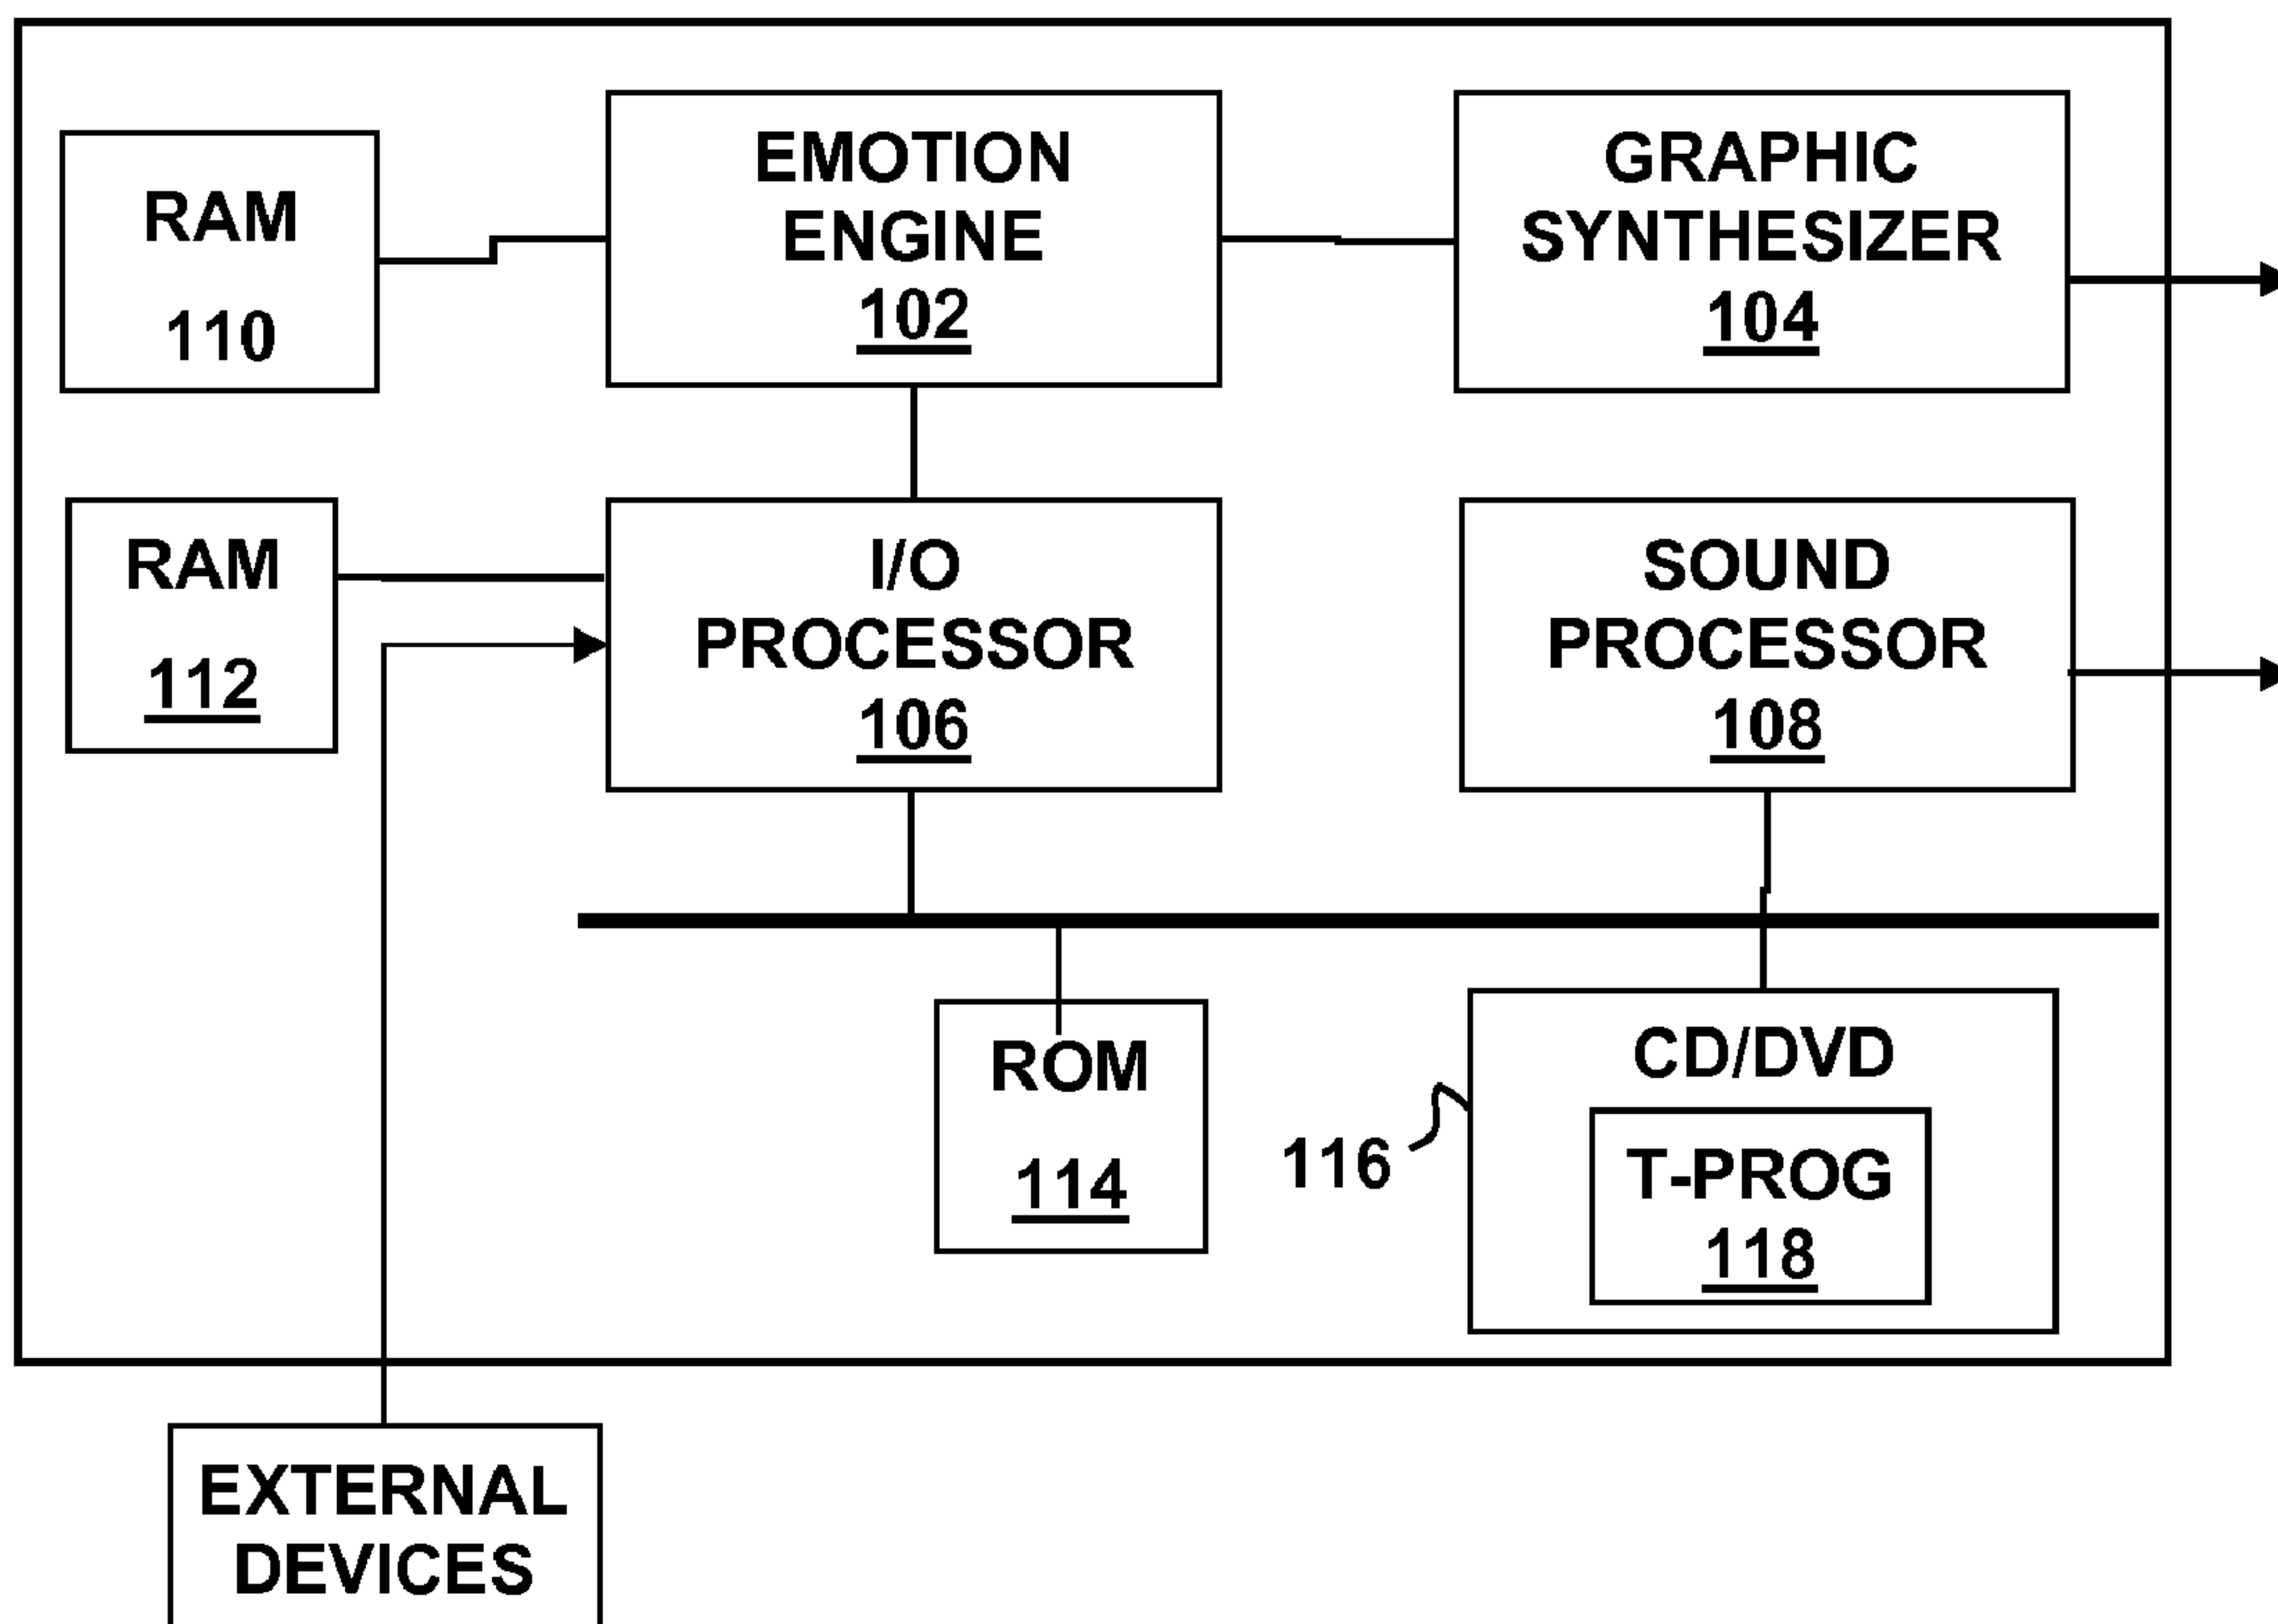 RAM
110
EMOTION
ENGINE
102
GRAPHIC
SYNTHESIZER
104
RAM
112
I/O
PROCESSOR
106
SOUND
PROCESSOR
108
ROM
114
116
CD/DVD
T-PROG
118
EXTERNAL
DEVICES